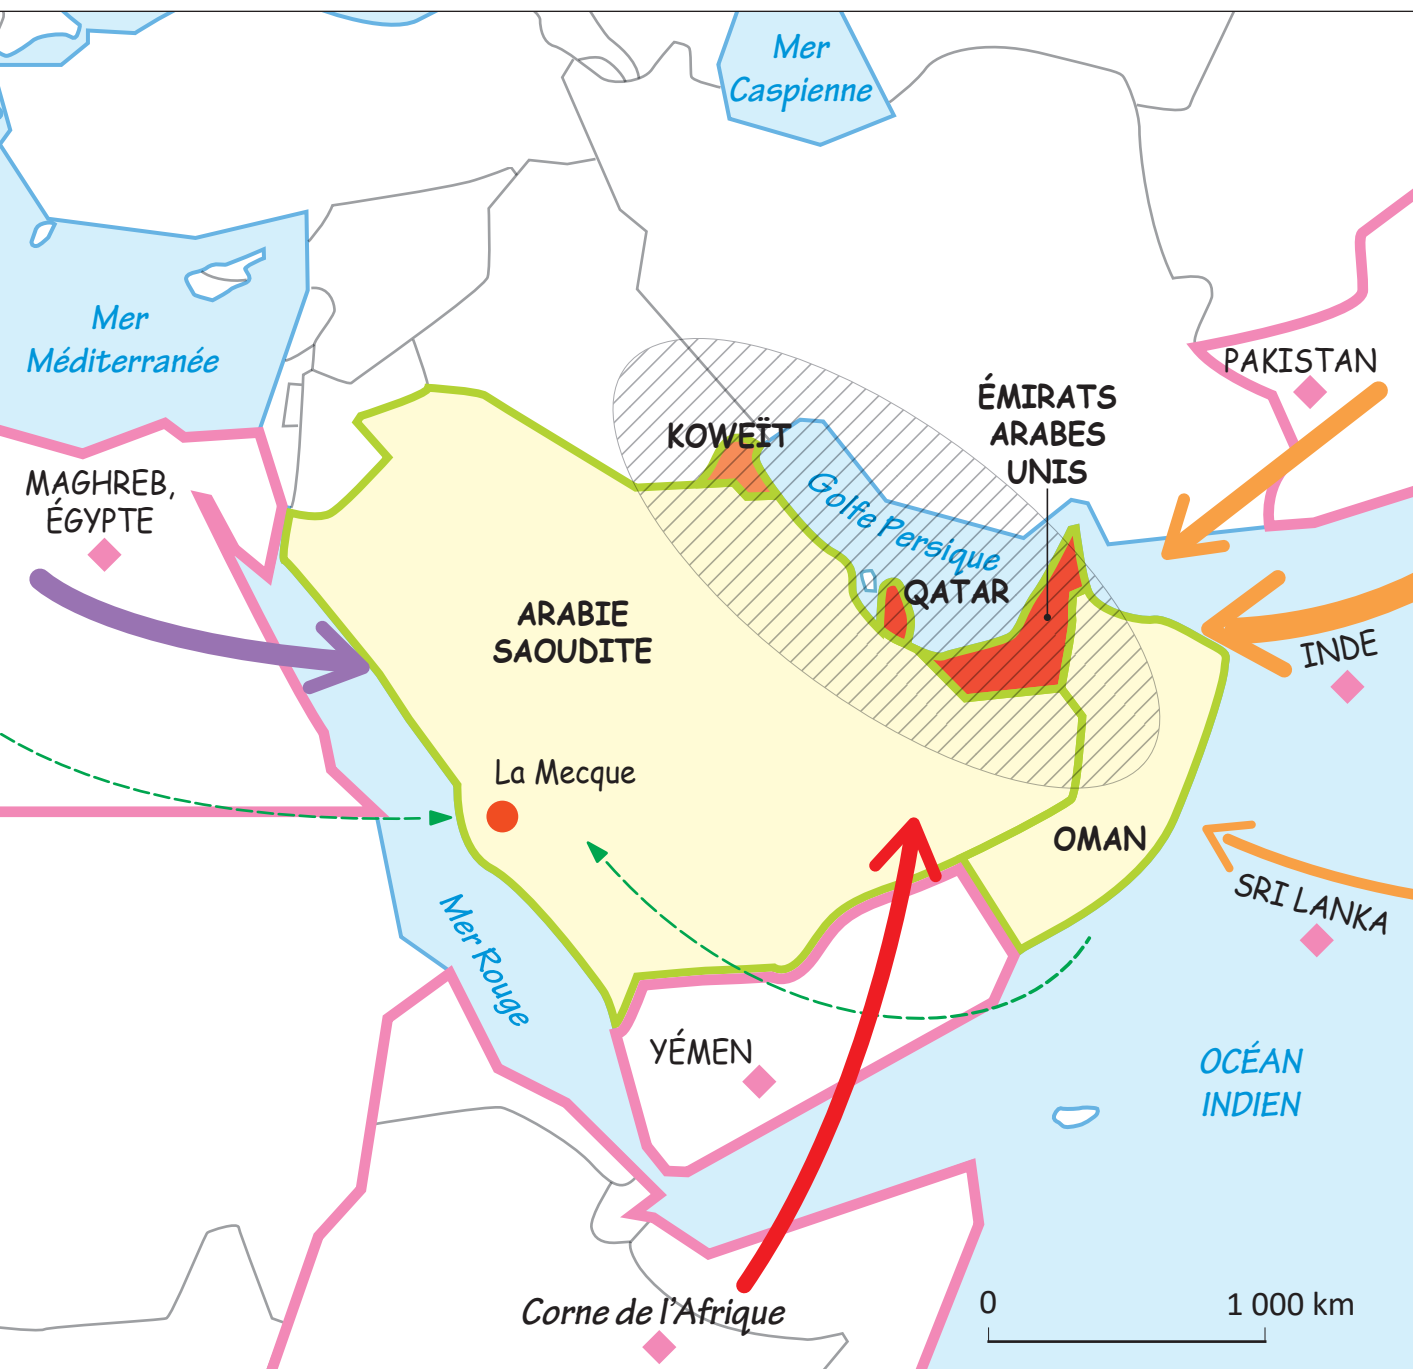 Mer
Caspienne
Mer
Méditerranée
PAKISTAN
ÉMIRATS
ARABES
UNIS
KOWEÏT
MAGHREB,
ÉGYPTE
Golfe Persique
QATAR
ARABIE
SAOUDITE
INDE
La Mecque
OMAN
SRI LANKA
Mer Rouge
YÉMEN
OCÉAN
INDIEN
Corne de l'Afrique
0 1 000 km